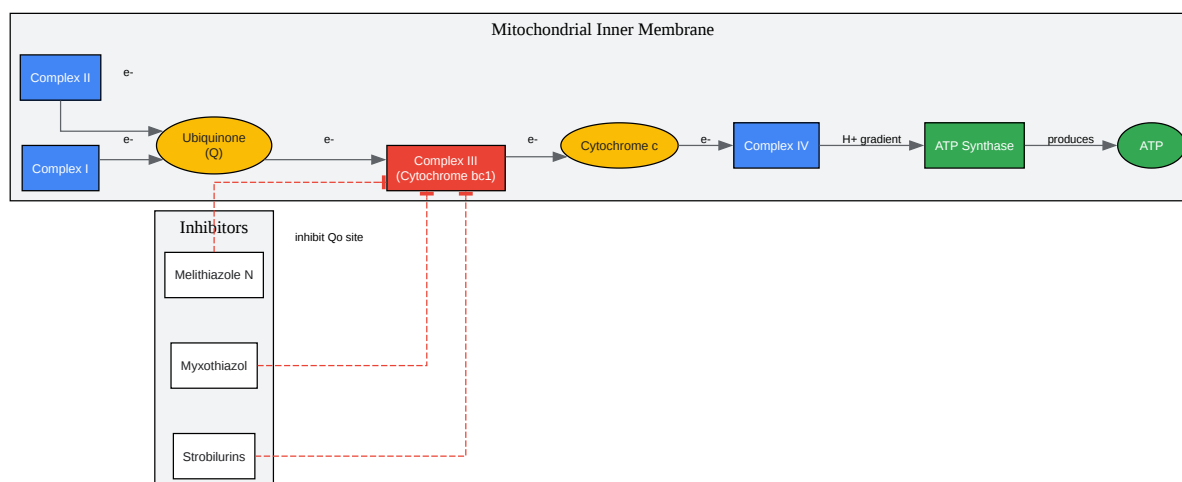 Mitochondrial Inner Membrane
Complex II
e-
Complex I
e-
Ubiquinone
(Q)
e-
Complex III
(Cytochrome bc1)
e-
Cytochrome c
e-
Complex IV
H+ gradient
ATP Synthase
produces
ATP
Inhibitors
inhibit Qo site
Melithiazole N
Myxothiazol
Strobilurins